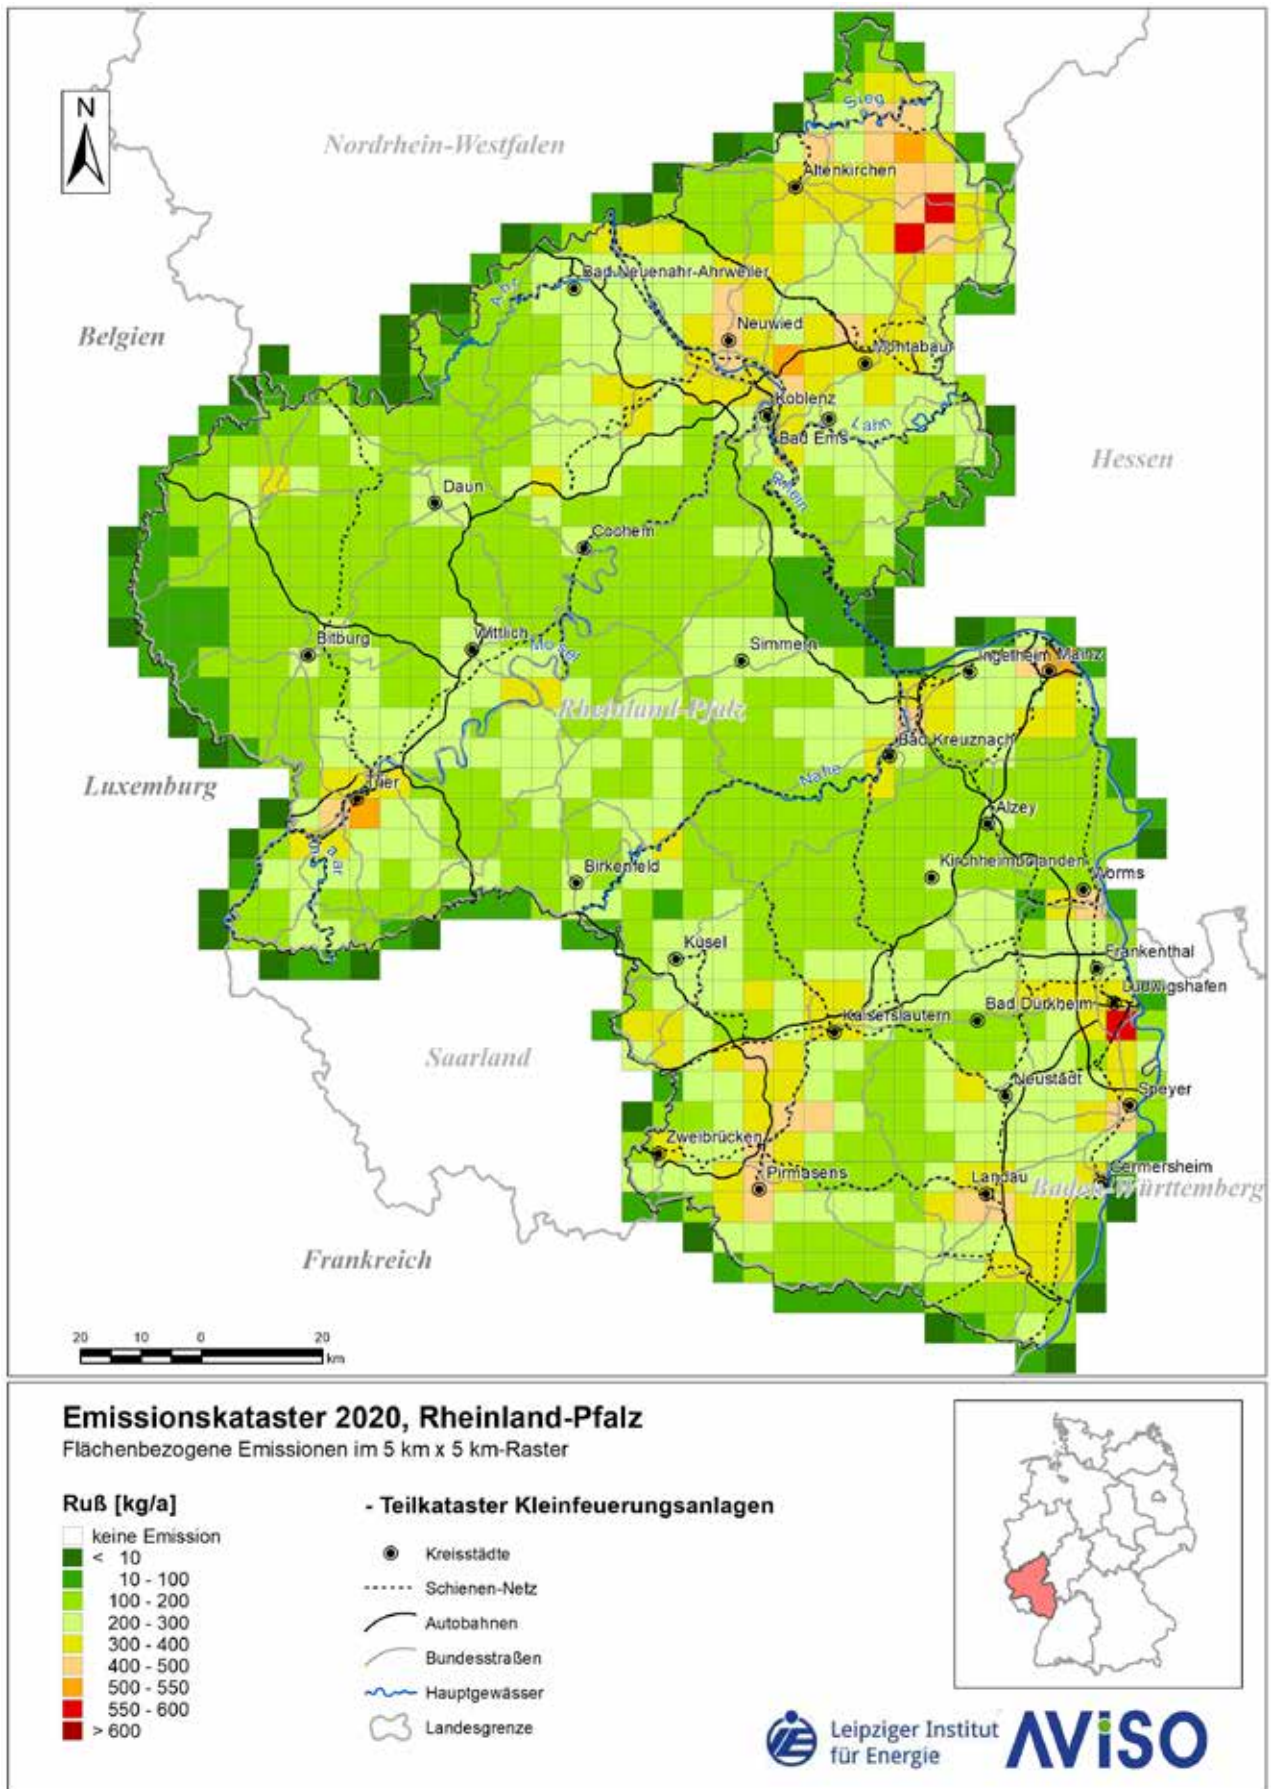 N
Nordrhein-Westfalen
Sieg
Altenkirchen
Bad Neuenahr-Ahrweiler
Ahr
Belgien
Neuwied
Montabaur
Koblenz
Lahn
Bad Ems
Hessen
Rhein
Daun
Cochem
Bitburg
Wittlich
Mosel
Simmern
Ingelheim
Mainz
Rheinland-Pfalz
Bad Kreuznach
Nahe
Luxemburg
Trier
Alzey
Saar
Birkenfeld
Kirchheimbolanden
Worms
Kusel
Frankenthal
Ludwigshafen
Bad Dürkheim
Kaiserslautern
Saarland
Neustadt
Speyer
Zweibrücken
Pirmasens
Landau
Germersheim
Baden-Württemberg
Frankreich
20 10 0 20
km
Emissionskataster 2020, Rheinland-Pfalz
Flächenbezogene Emissionen im 5 km x 5 km-Raster
Ruß [kg/a]
keine Emission
< 10
10 - 100
100 - 200
200 - 300
300 - 400
400 - 500
500 - 550
550 - 600
> 600
- Teilkataster Kleinfeuerungsanlagen
Kreisstädte
Schienen-Netz
Autobahnen
Bundesstraßen
Hauptgewässer
Landesgrenze
Leipziger Institut
für Energie
AViSO